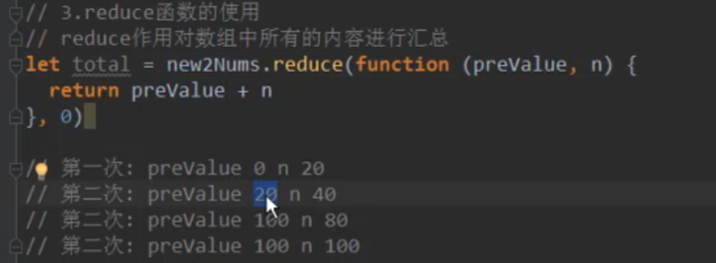 // 3.reduce函数的使用
// reduce作用对数组中所有的内容进行汇总
let total = new2Nums.reduce(function (preValue, n) {
return preValue + n
}, 0)
// 第一次: preValue 0 n 20
// 第二次: preValue 20 n 40
// 第二次: preValue 100 n 80
// 第二次: preValue 100 n 100